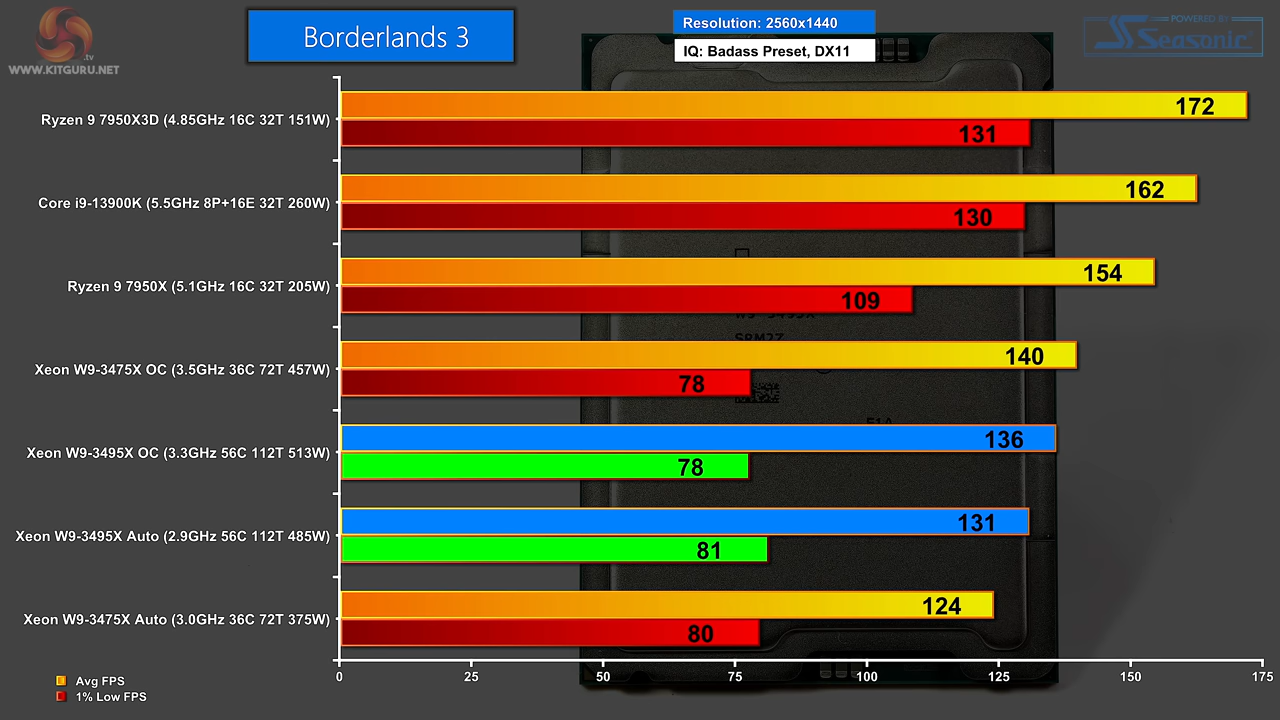 Borderlands 3
Resolution: 2560x1440
IQ: Badass Preset, DX11
.tv
WWW.KITGURU.NET
POWERED BY
Seasonic
Ryzen 9 7950X3D (4.85GHz 16C 32T 151W)
172
131
Core i9-13900K (5.5GHz 8P+16E 32T 260W)
162
130
Ryzen 9 7950X (5.1GHz 16C 32T 205W)
154
109
Xeon W9-3475X OC (3.5GHz 36C 72T 457W)
140
78
Xeon W9-3495X OC (3.3GHz 56C 112T 513W)
136
78
Xeon W9-3495X Auto (2.9GHz 56C 112T 485W)
131
81
Xeon W9-3475X Auto (3.0GHz 36C 72T 375W)
124
80
0 25 50 75 100 125 150 175
Avg FPS
1% Low FPS